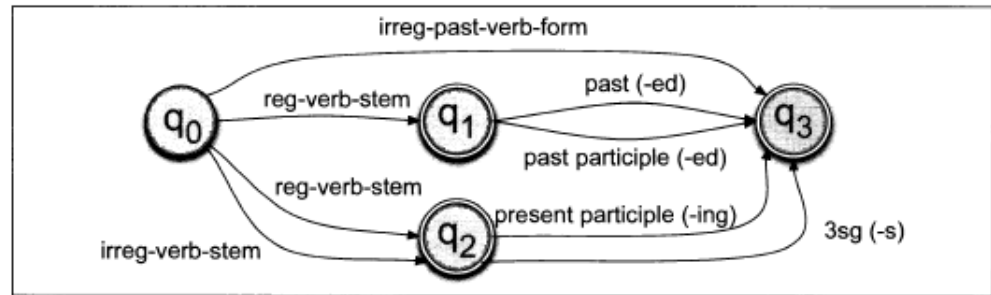 irreg-past-verb-form
reg-verb-stem
past (-ed)
q0
q1
q3
past participle (-ed)
reg-verb-stem
present participle (-ing)
irreg-verb-stem
q2
3sg (-s)